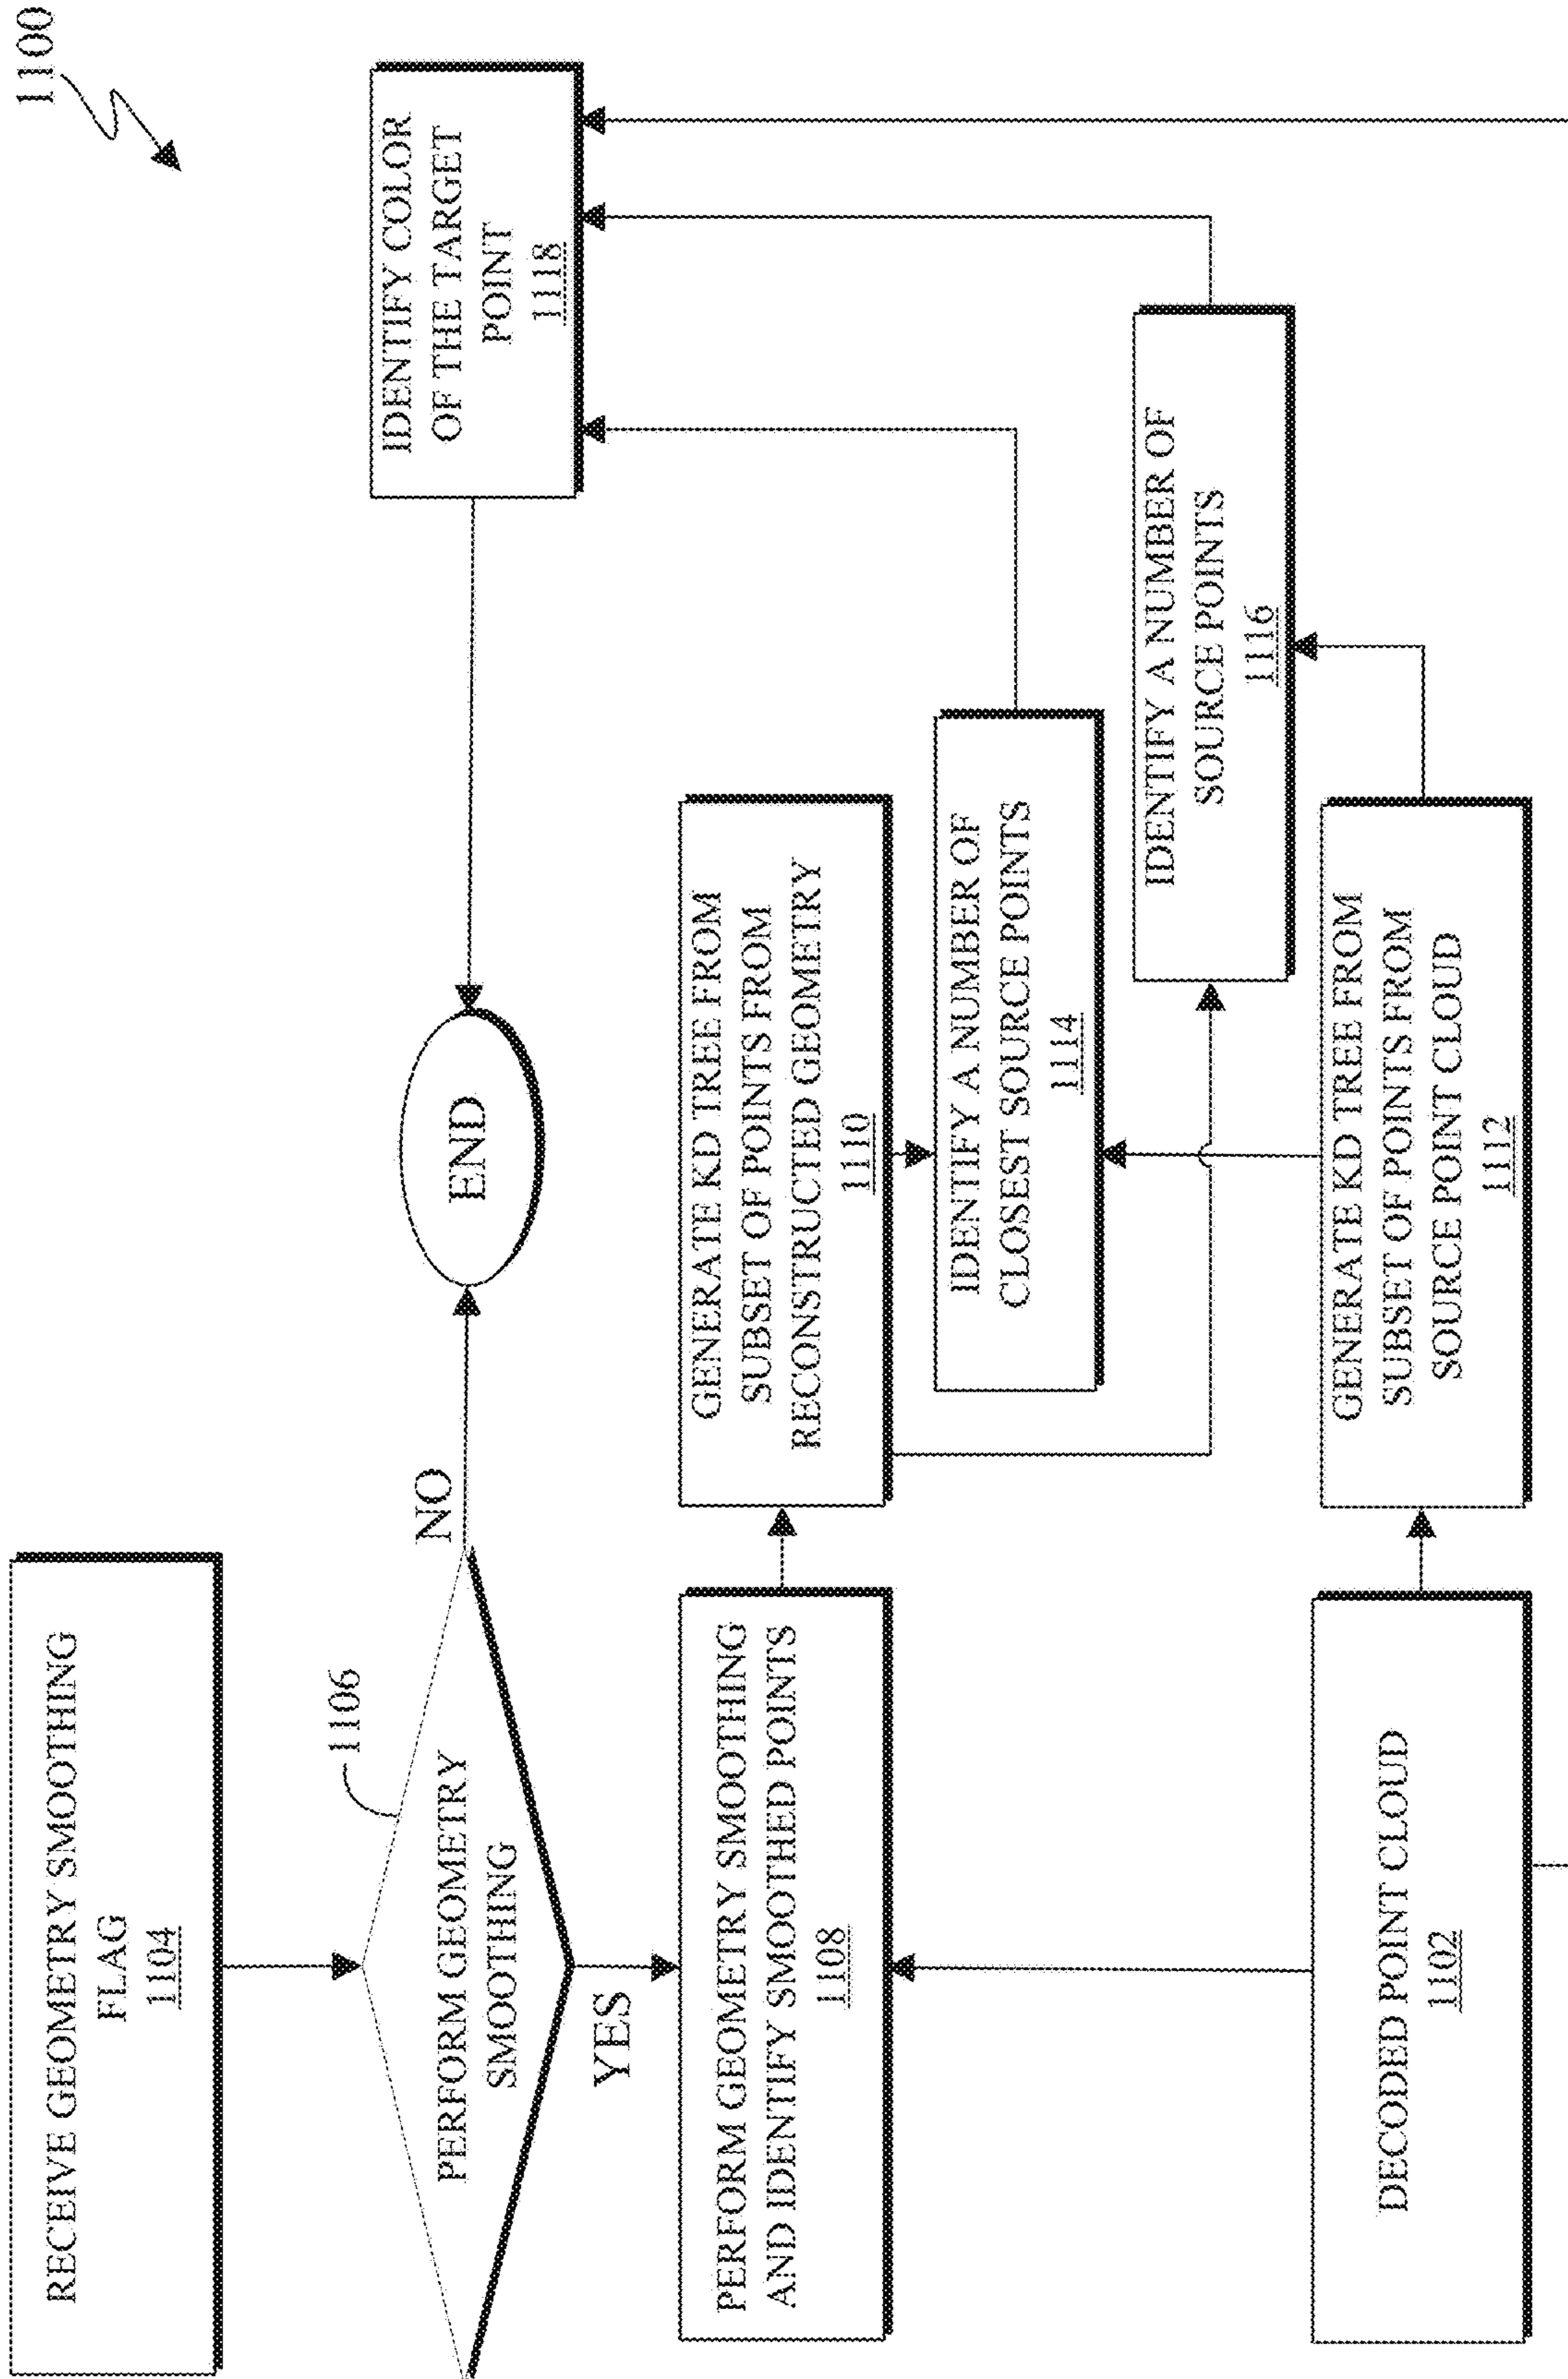 1100
RECEIVE GEOMETRY SMOOTHING
FLAG
1104
1106
PERFORM GEOMETRY
SMOOTHING
NO
YES
END
IDENTIFY COLOR
OF THE TARGET
POINT
1118
PERFORM GEOMETRY SMOOTHING
AND IDENTIFY SMOOTHED POINTS
1108
GENERATE KD TREE FROM
SUBSET OF POINTS FROM
RECONSTRUCTED GEOMETRY
1110
IDENTIFY A NUMBER OF
CLOSEST SOURCE POINTS
1114
IDENTIFY A NUMBER OF
SOURCE POINTS
1116
DECODED POINT CLOUD
1102
GENERATE KD TREE FROM
SUBSET OF POINTS FROM
SOURCE POINT CLOUD
1112